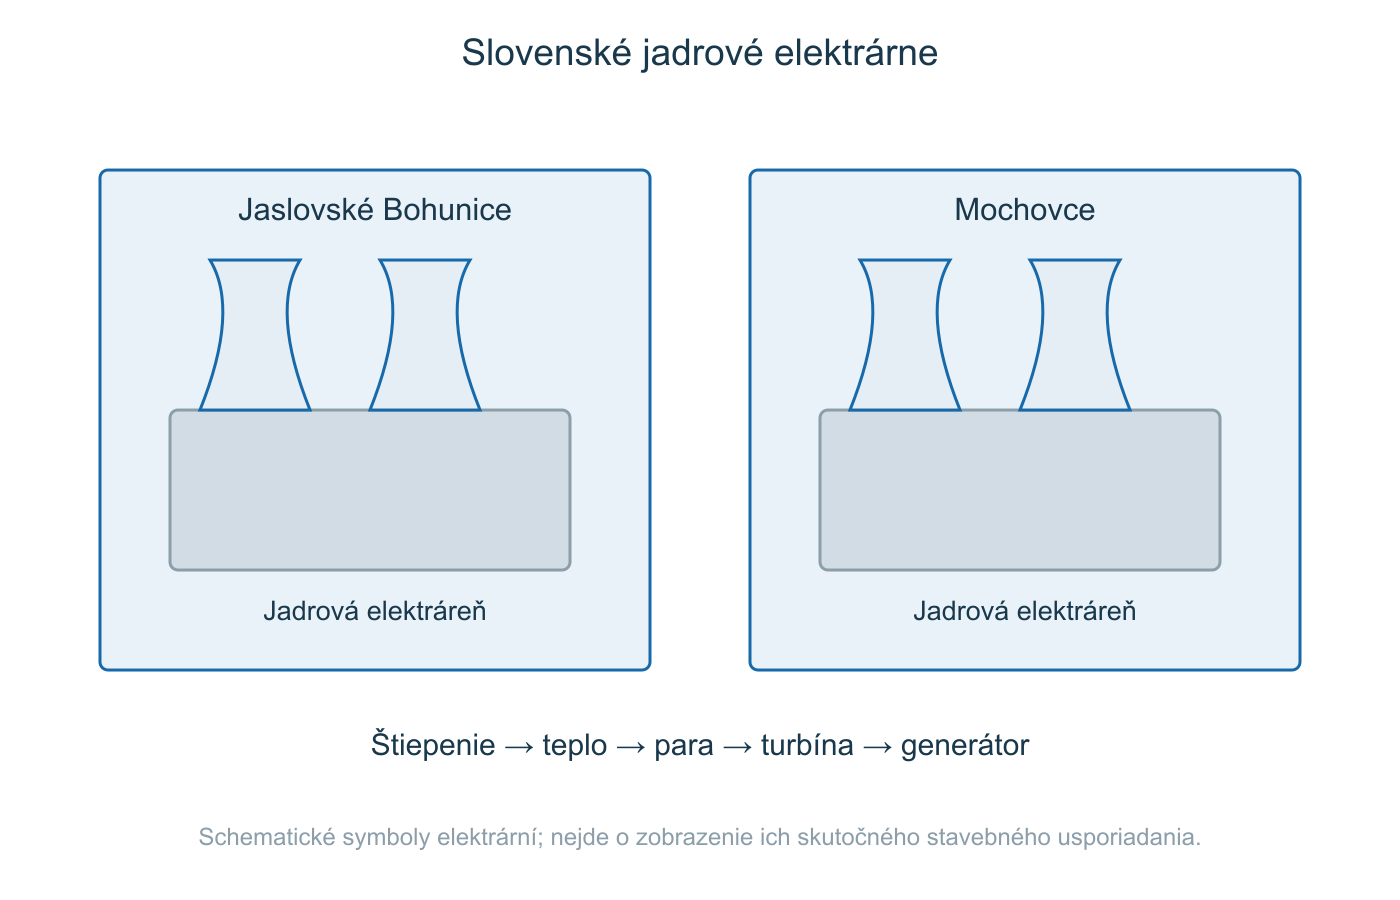 Slovenské jadrové elektrárne
Jaslovské Bohunice
Mochovce
Jadrová elektráreň
Jadrová elektráreň
Štiepenie → teplo → para → turbína → generátor
Schematické symboly elektrární; nejde o zobrazenie ich skutočného stavebného usporiadania.